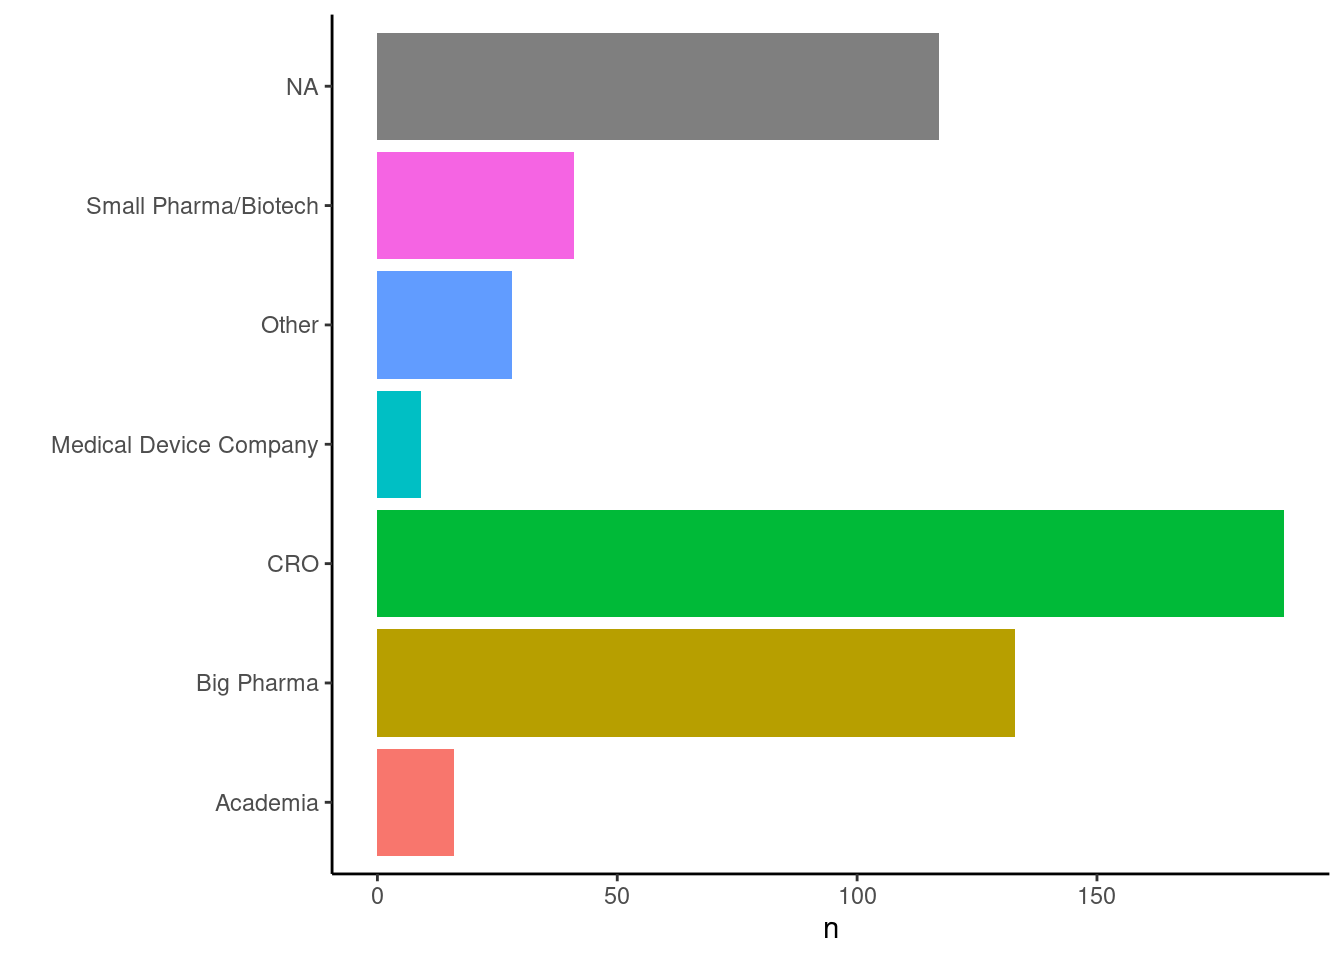 NA
Small Pharma/Biotech
Other
Medical Device Company
CRO
Big Pharma
Academia
0 50 100 150
n